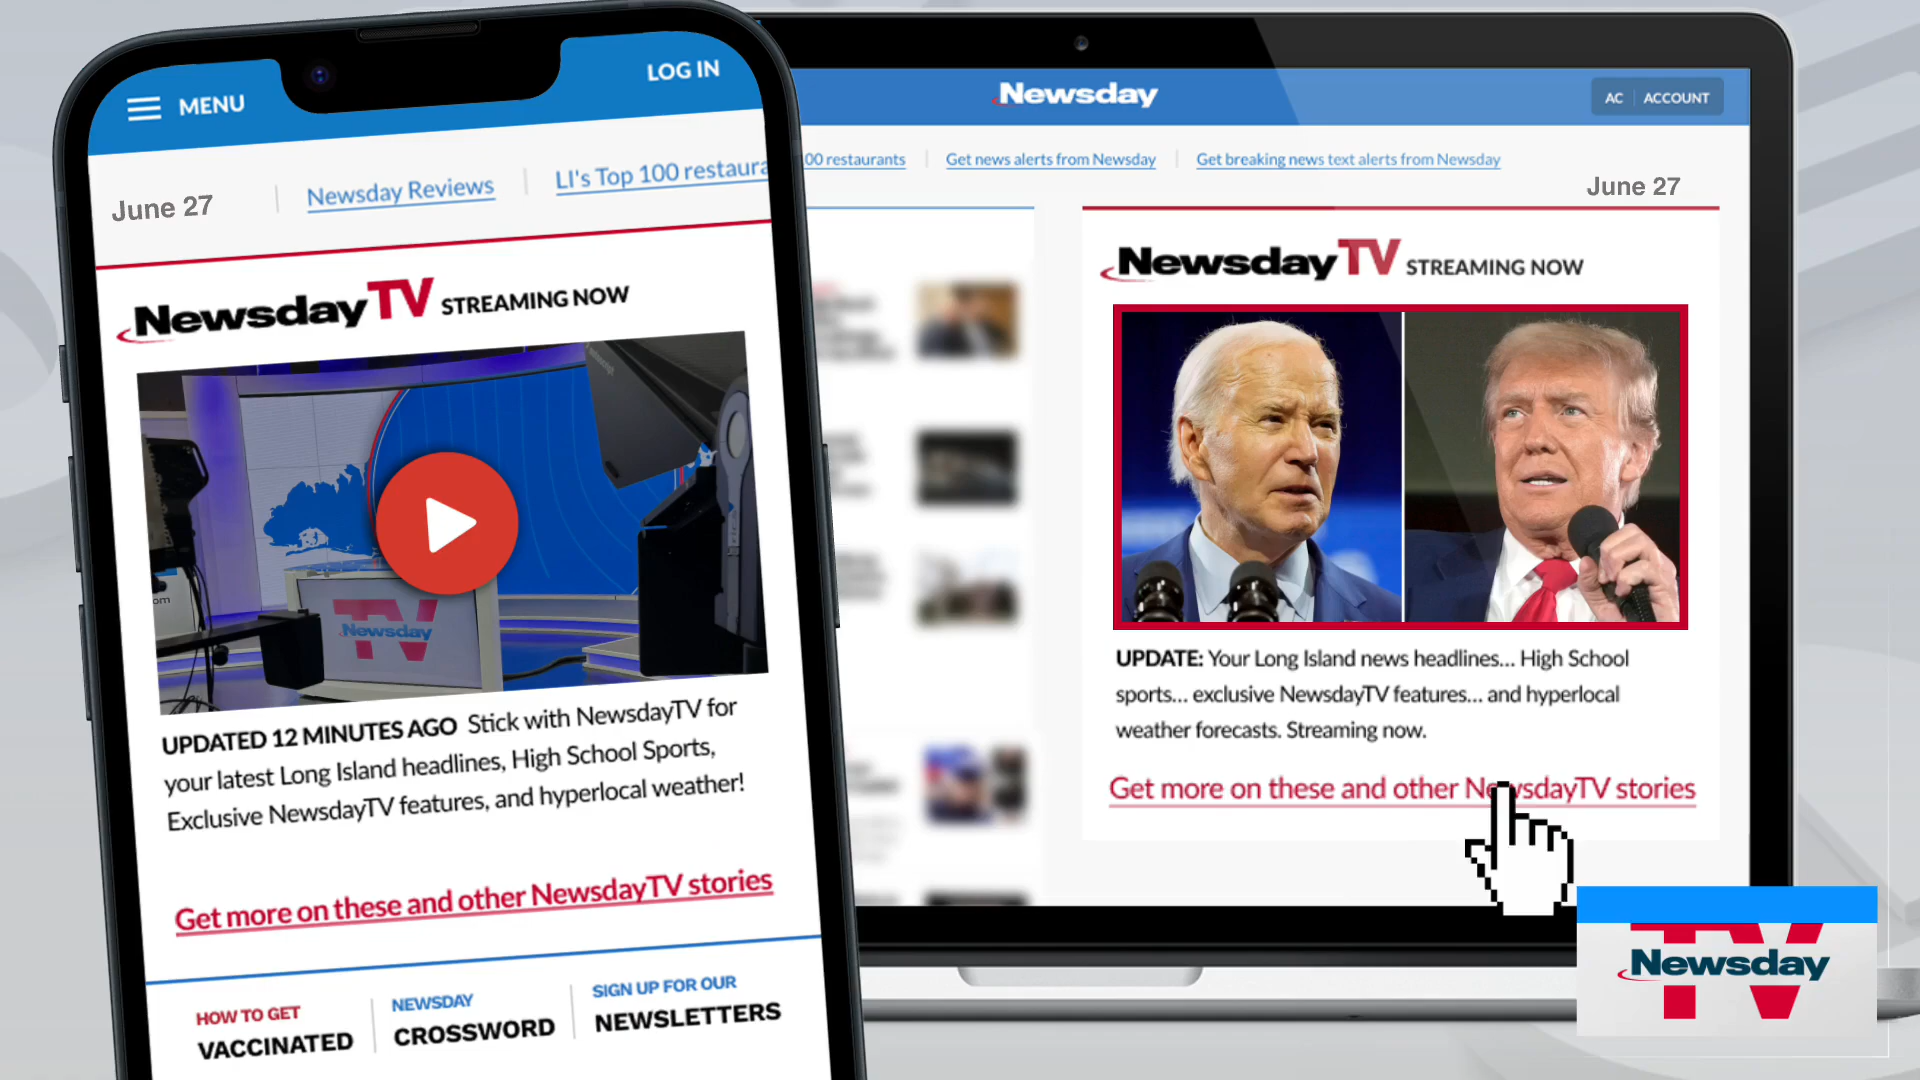 MENU
LOG IN
June 27
Newsday Reviews
LI's Top 100 restaura
NewsdayTV STREAMING NOW
Newsday
TV
UPDATED 12 MINUTES AGO Stick with NewsdayTV for
your latest Long Island headlines, High School Sports,
Exclusive NewsdayTV features, and hyperlocal weather!
Get more on these and other NewsdayTV stories
HOW TO GET
VACCINATED
NEWSDAY
CROSSWORD
SIGN UP FOR OUR
NEWSLETTERS
Newsday
AC
ACCOUNT
00 restaurants
Get news alerts from Newsday
Get breaking news text alerts from Newsday
June 27
NewsdayTV STREAMING NOW
UPDATE: Your Long Island news headlines... High School
sports... exclusive NewsdayTV features... and hyperlocal
weather forecasts. Streaming now.
Get more on these and other NewsdayTV stories
TV
Newsday